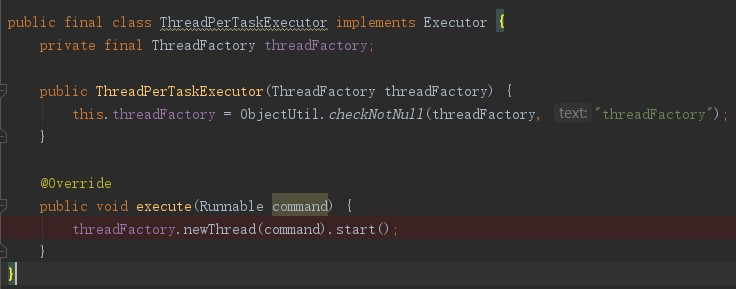 public final class ThreadPerTaskExecutor implements Executor {
    private final ThreadFactory threadFactory;
    public ThreadPerTaskExecutor(ThreadFactory threadFactory) {
        this.threadFactory = ObjectUtil.checkNotNull(threadFactory, text: "threadFactory");
    }
    @Override
    public void execute(Runnable command) {
        threadFactory.newThread(command).start();
    }
}